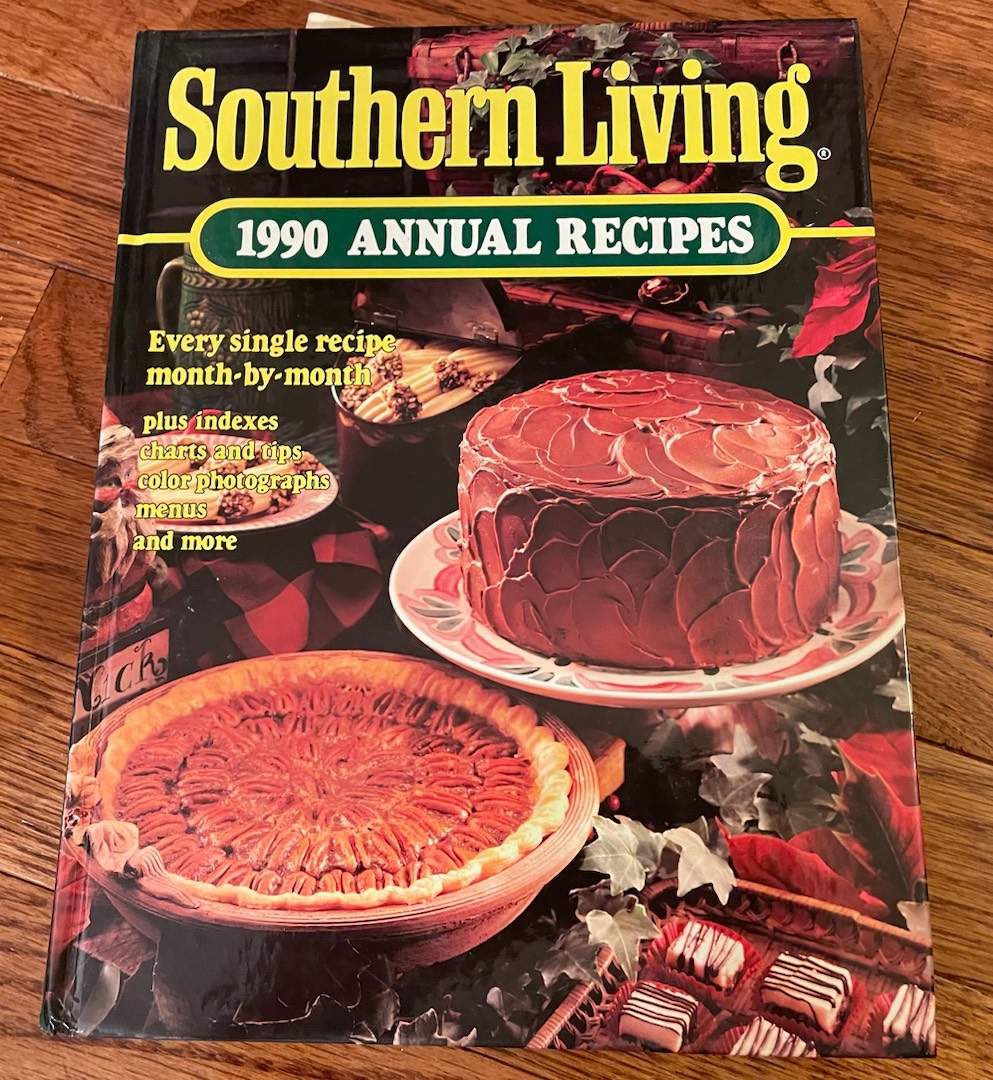 Southern Living®
1990 ANNUAL RECIPES
Every single recipe
month-by-month
plus indexes
charts and tips
color photographs
menus
and more
ick